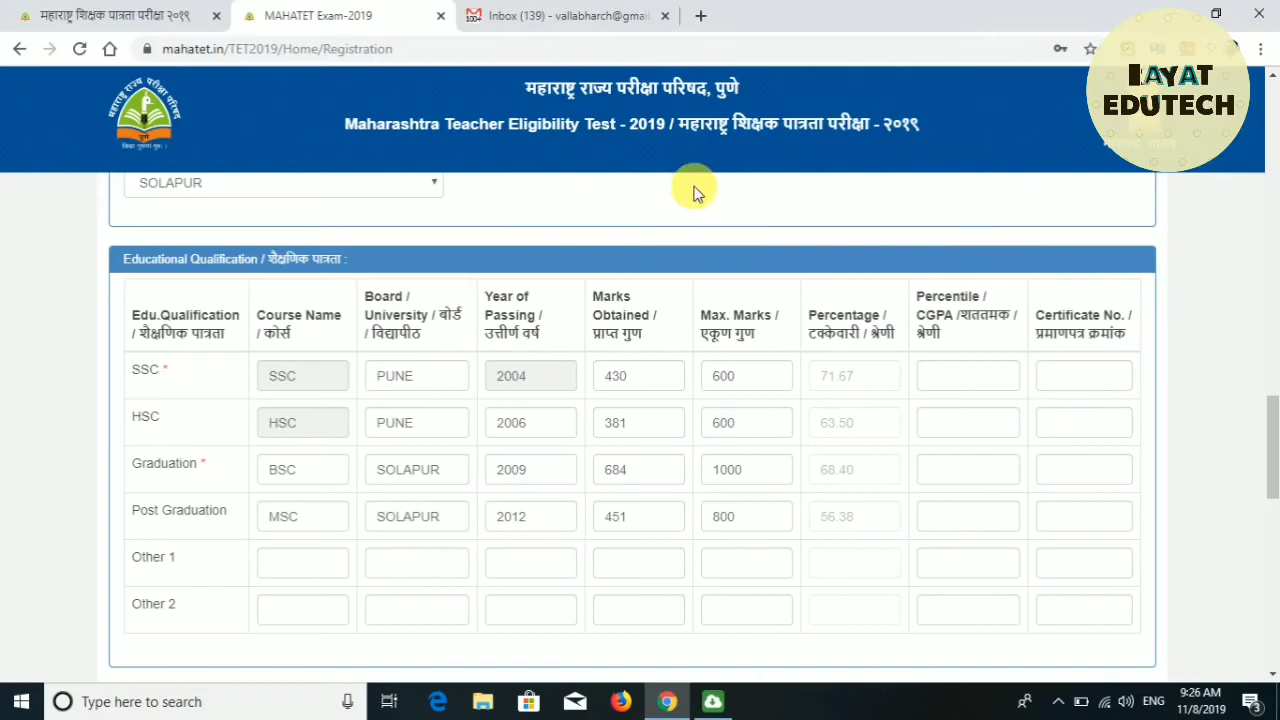 महाराष्ट्र शिक्षक पात्रता परीक्षा २०१९
MAHATET Exam-2019
Inbox (139) - vallabharch@gmai
mahatet.in/TET2019/Home/Registration
RAYAT
EDUTECH
महाराष्ट्र राज्य परीक्षा परिषद, पुणे
Maharashtra Teacher Eligibility Test - 2019 / महाराष्ट्र शिक्षक पात्रता परीक्षा - २०१९
SOLAPUR
Educational Qualification / शैक्षणिक पात्रता :
Edu.Qualification / शैक्षणिक पात्रता
Course Name / कोर्स
Board / University / बोर्ड / विद्यापीठ
Year of Passing / उत्तीर्ण वर्ष
Marks Obtained / प्राप्त गुण
Max. Marks / एकूण गुण
Percentage / टक्केवारी / श्रेणी
Percentile / CGPA /शततमक / श्रेणी
Certificate No. / प्रमाणपत्र क्रमांक
SSC * SSC PUNE 2004 430 600 71.67
HSC HSC PUNE 2006 381 600 63.50
Graduation * BSC SOLAPUR 2009 684 1000 68.40
Post Graduation MSC SOLAPUR 2012 451 800 56.38
Other 1
Other 2
Type here to search
ENG
9:26 AM
11/8/2019
3